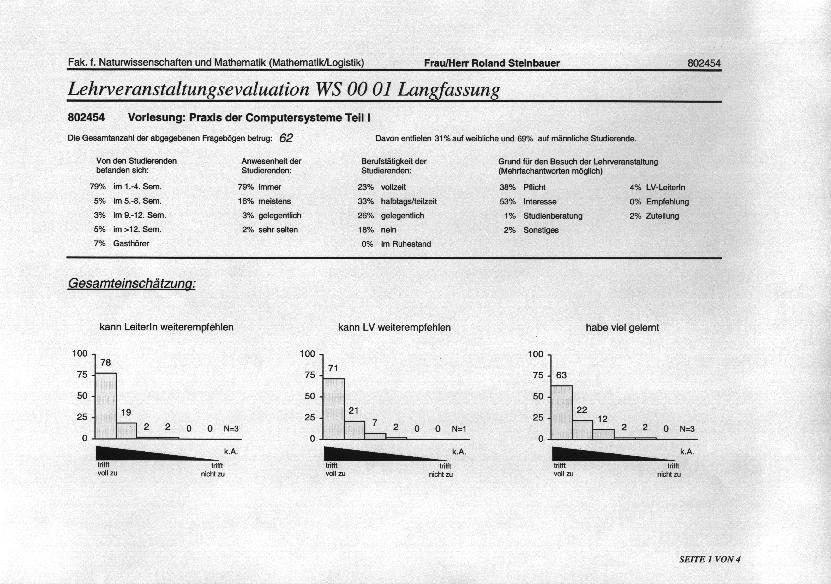 Fak. f. Naturwissenschaften und Mathematik (Mathematik/Logistik) Frau/Herr Roland Steinbauer 802454
Lehrveranstaltungsevaluation WS 00 01 Langfassung
802454 Vorlesung: Praxis der Computersysteme Teil I
Die Gesamtanzahl der abgegebenen Fragebögen betrug: 62 Davon entfielen 31% auf weibliche und 69% auf männliche Studierende.
Von den Studierenden Anwesenheit der Berufstätigkeit der Grund für den Besuch der Lehrveranstaltung
befanden sich: Studierenden: Studierenden: (Mehrfachantworten möglich)
79% im 1.-4. Sem. 79% immer 23% vollzeit 38% Pflicht 4% LV-LeiterIn
5% im 5.-8. Sem. 16% meistens 33% halbtags/teilzeit 53% Interesse 0% Empfehlung
3% im 9.-12. Sem. 3% gelegentlich 26% gelegentlich 1% Studienberatung 2% Zuteilung
5% im >12. Sem. 2% sehr selten 18% nein 2% Sonstiges
7% Gasthörer 0% im Ruhestand
Gesamteinschätzung:
kann LeiterIn weiterempfehlen kann LV weiterempfehlen habe viel gelernt
100 100 100
78 71 63
75 75 75
50 50 50
19 21 22
25 25 25
2 2 0 0 N=3 7 2 0 0 N=1 12 2 2 0 N=3
0 0 0
k.A. k.A. k.A.
trifft trifft trifft trifft trifft trifft
voll zu nicht zu voll zu nicht zu voll zu nicht zu
SEITE 1 VON 4